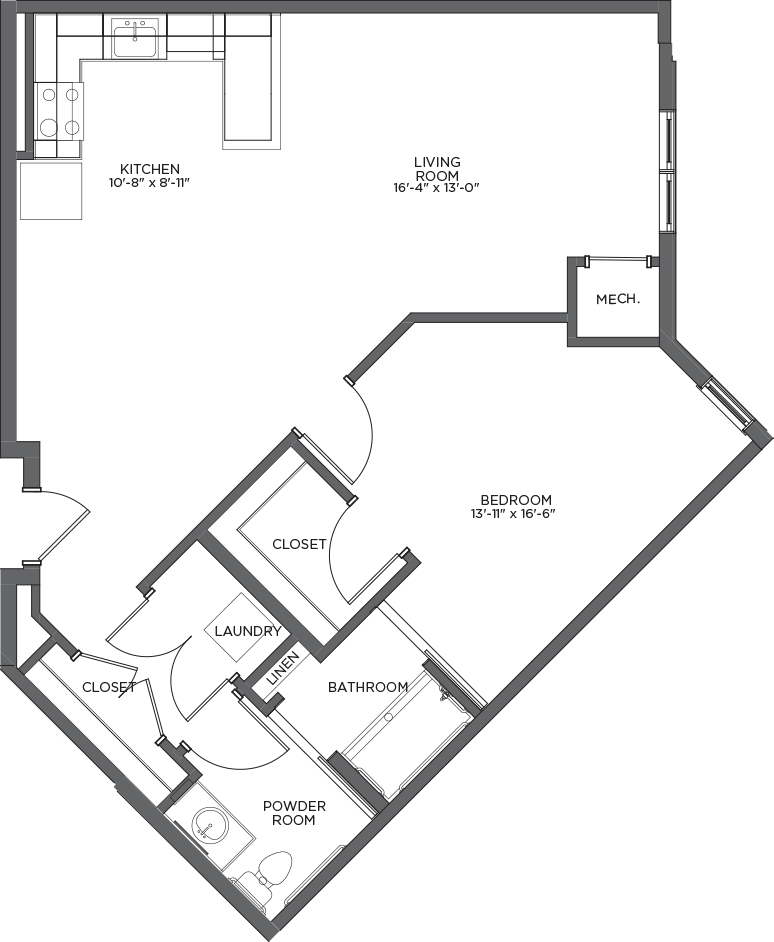 KITCHEN
10'-8" x 8'-11"
LIVING
ROOM
16'-4" x 13'-0"
MECH.
BEDROOM
13'-11" x 16'-6"
CLOSET
LAUNDRY
LINEN
CLOSET
BATHROOM
POWDER
ROOM